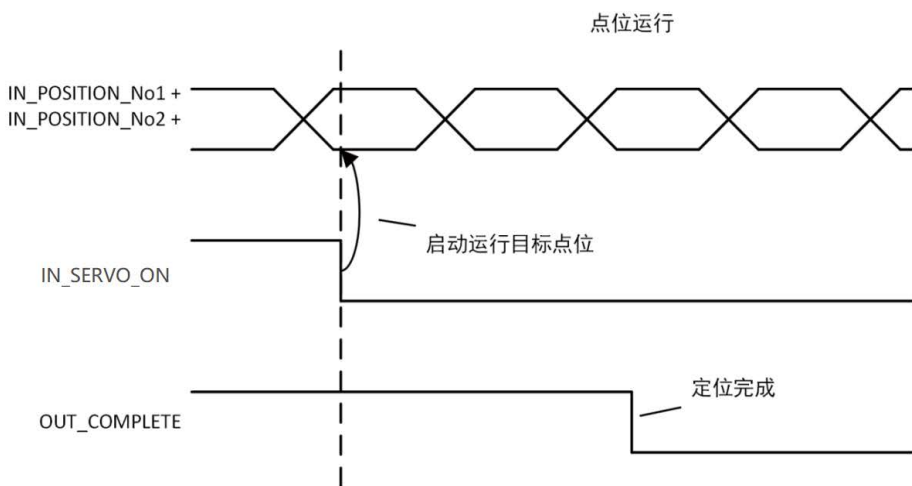 点位运行
IN_POSITION_No1 +
IN_POSITION_No2 +
启动运行目标点位
IN_SERVO_ON
定位完成
OUT_COMPLETE